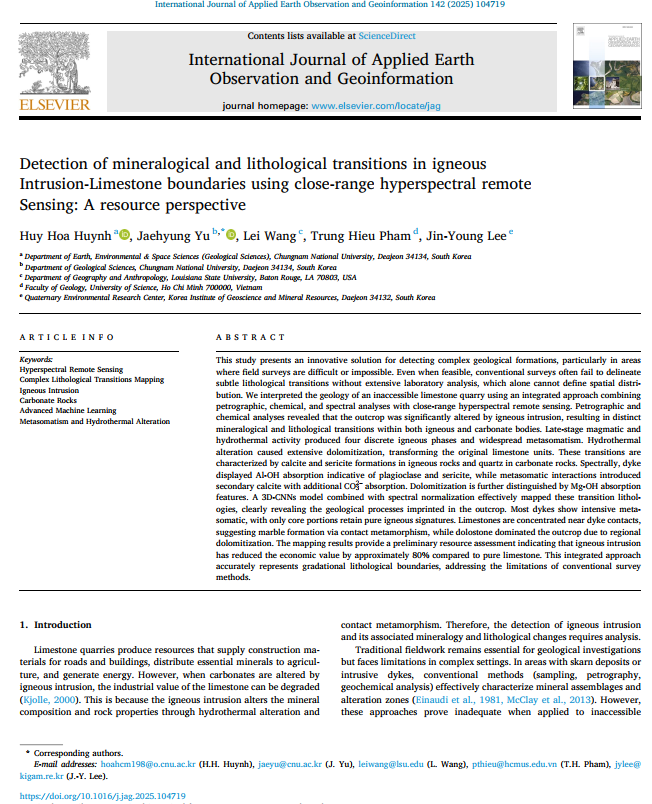 International Journal of Applied Earth Observation and Geoinformation 142 (2025) 104719
Contents lists available at ScienceDirect
International Journal of Applied Earth
Observation and Geoinformation
journal homepage: www.elsevier.com/locate/jag
ELSEVIER
Detection of mineralogical and lithological transitions in igneous
Intrusion-Limestone boundaries using close-range hyperspectral remote
Sensing: A resource perspective
Huy Hoa Huynh a, Jaehyung Yu b,*, Lei Wang c, Trung Hieu Pham d, Jin-Young Lee e
a Department of Earth, Environmental & Space Sciences (Geological Sciences), Chungnam National University, Daejeon 34134, South Korea
b Department of Geological Sciences, Chungnam National University, Daejeon 34134, South Korea
c Department of Geography and Anthropology, Louisiana State University, Baton Rouge, LA 70803, USA
d Faculty of Geology, University of Science, Ho Chi Minh 700000, Vietnam
e Quaternary Environmental Research Center, Korea Institute of Geoscience and Mineral Resources, Daejeon 34132, South Korea
ARTICLE INFO
Keywords:
Hyperspectral Remote Sensing
Complex Lithological Transitions Mapping
Igneous Intrusion
Carbonate Rocks
Advanced Machine Learning
Metasomatism and Hydrothermal Alteration
ABSTRACT
This study presents an innovative solution for detecting complex geological formations, particularly in areas
where field surveys are difficult or impossible. Even when feasible, conventional surveys often fail to delineate
subtle lithological transitions without extensive laboratory analysis, which alone cannot define spatial distri-
bution. We interpreted the geology of an inaccessible limestone quarry using an integrated approach combining
petrographic, chemical, and spectral analyses with close-range hyperspectral remote sensing. Petrographic and
chemical analyses revealed that the outcrop was significantly altered by igneous intrusion, resulting in distinct
mineralogical and lithological transitions within both igneous and carbonate bodies. Late-stage magmatic and
hydrothermal activity produced four discrete igneous phases and widespread metasomatism. Hydrothermal
alteration caused extensive dolomitization, transforming the original limestone units. These transitions are
characterized by calcite and sericite formations in igneous rocks and quartz in carbonate rocks. Spectrally, dyke
displayed Al-OH absorption indicative of plagioclase and sericite, while metasomatic interactions introduced
secondary calcite with additional CO3²⁻ absorption. Dolomitization is further distinguished by Mg-OH absorption
features. A 3D-CNNs model combined with spectral normalization effectively mapped these transition lithol-
ogies, clearly revealing the geological processes imprinted in the outcrop. Most dykes show intensive meta-
somatic, with only core portions retain pure igneous signatures. Limestones are concentrated near dyke contacts,
suggesting marble formation via contact metamorphism, while dolostone dominated the outcrop due to regional
dolomitization. The mapping results provide a preliminary resource assessment indicating that igneous intrusion
has reduced the economic value by approximately 80% compared to pure limestone. This integrated approach
accurately represents gradational lithological boundaries, addressing the limitations of conventional survey
methods.
1. Introduction
Limestone quarries produce resources that supply construction ma-
terials for roads and buildings, distribute essential minerals to agricul-
ture, and generate energy. However, when carbonates are altered by
igneous intrusion, the industrial value of the limestone can be degraded
(Kjolle, 2000). This is because the igneous intrusion alters the mineral
composition and rock properties through hydrothermal alteration and
contact metamorphism. Therefore, the detection of igneous intrusion
and its associated mineralogy and lithological changes requires analysis.
Traditional fieldwork remains essential for geological investigations
but faces limitations in complex settings. In areas with skarn deposits or
intrusive dykes, conventional methods (sampling, petrography,
geochemical analysis) effectively characterize mineral assemblages and
alteration zones (Einaudi et al., 1981, McClay et al., 2013). However,
these approaches prove inadequate when applied to inaccessible
* Corresponding authors.
E-mail addresses: hoahcm198@o.cnu.ac.kr (H.H. Huynh), jaeyu@cnu.ac.kr (J. Yu), leiwang@lsu.edu (L. Wang), pthieu@hcmus.edu.vn (T.H. Pham), jylee@
kigam.re.kr (J.-Y. Lee).
https://doi.org/10.1016/j.jag.2025.104719